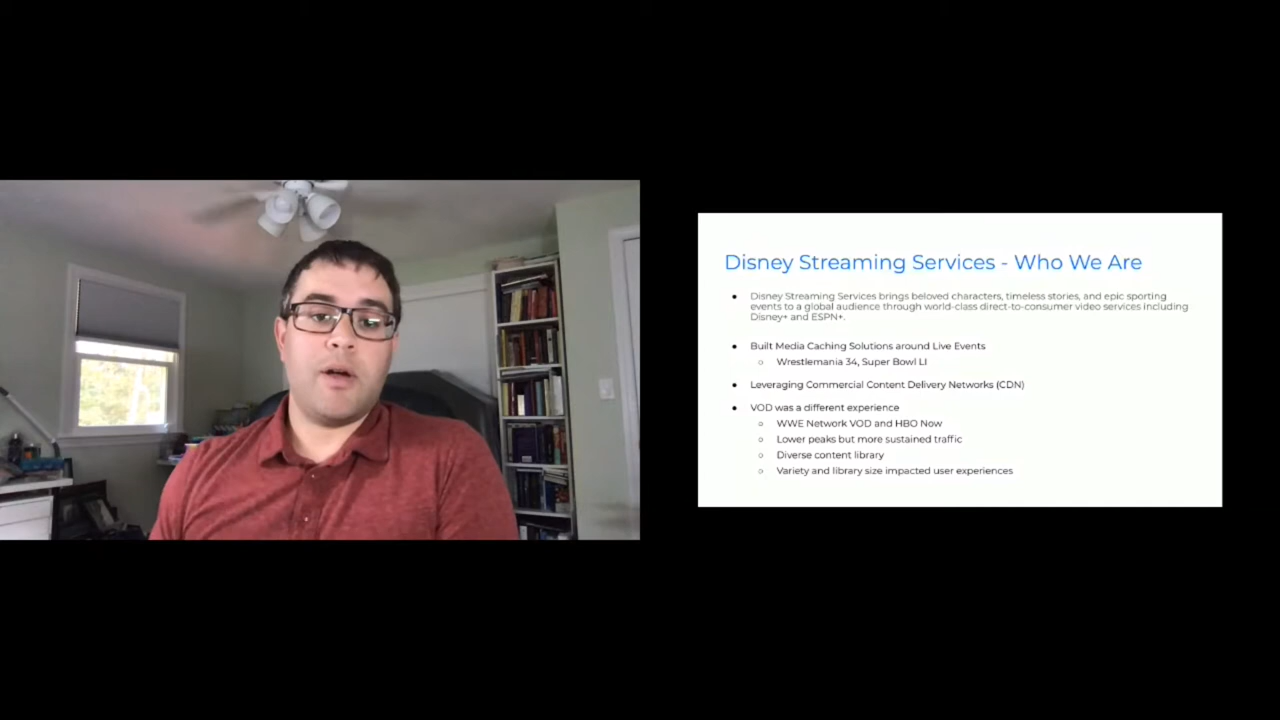 Disney Streaming Services - Who We Are
● Disney Streaming Services brings beloved characters, timeless stories, and epic sporting
events to a global audience through world-class direct-to-consumer video services including
Disney+ and ESPN+.
● Built Media Caching Solutions around Live Events
○ Wrestlemania 34, Super Bowl LI
● Leveraging Commercial Content Delivery Networks (CDN)
● VOD was a different experience
○ WWE Network VOD and HBO Now
○ Lower peaks but more sustained traffic
○ Diverse content library
○ Variety and library size impacted user experiences